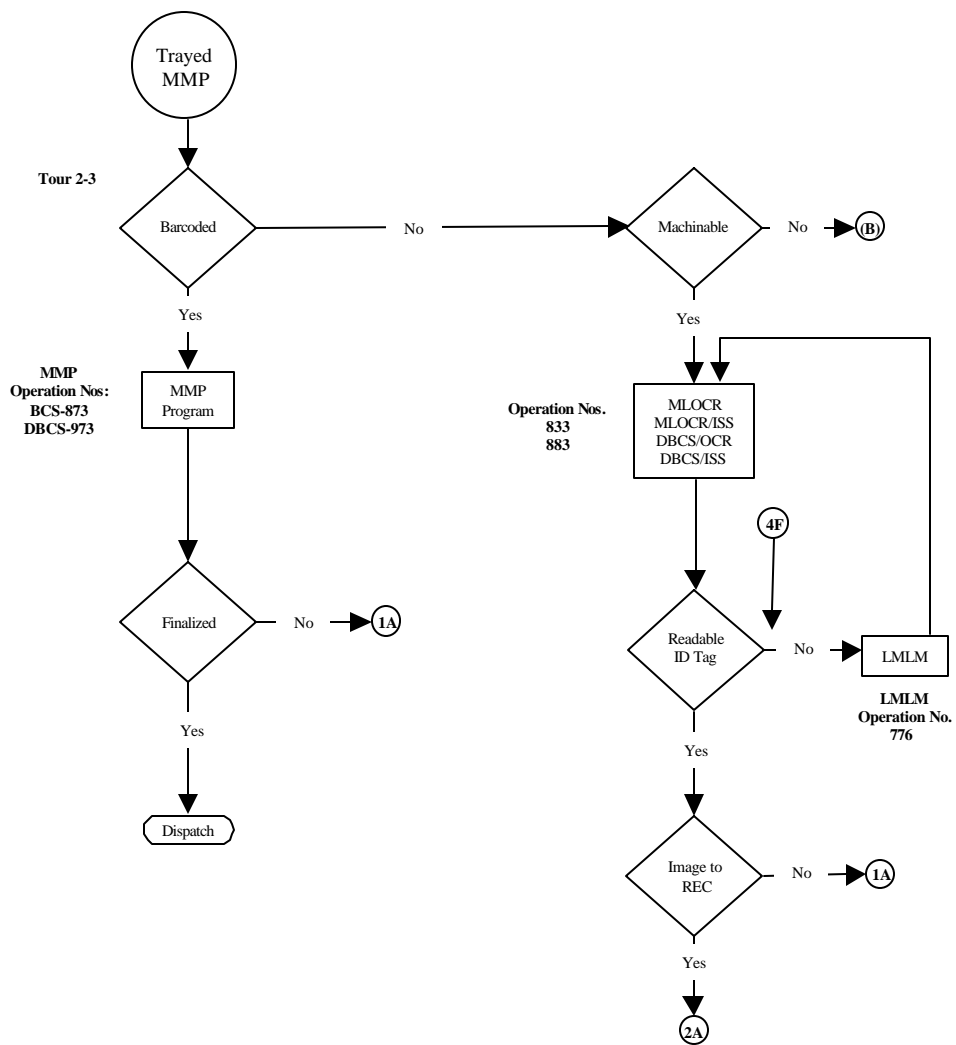 Trayed
MMP
Tour 2-3
Barcoded
No
Machinable
No
(B)
Yes
Yes
MMP
Operation Nos:
BCS-873
DBCS-973
MMP
Program
Operation Nos.
833
883
MLOCR
MLOCR/ISS
DBCS/OCR
DBCS/ISS
4F
Finalized
No
1A
Readable
ID Tag
No
LMLM
LMLM
Operation No.
776
Yes
Yes
Dispatch
Image to
REC
No
1A
Yes
2A